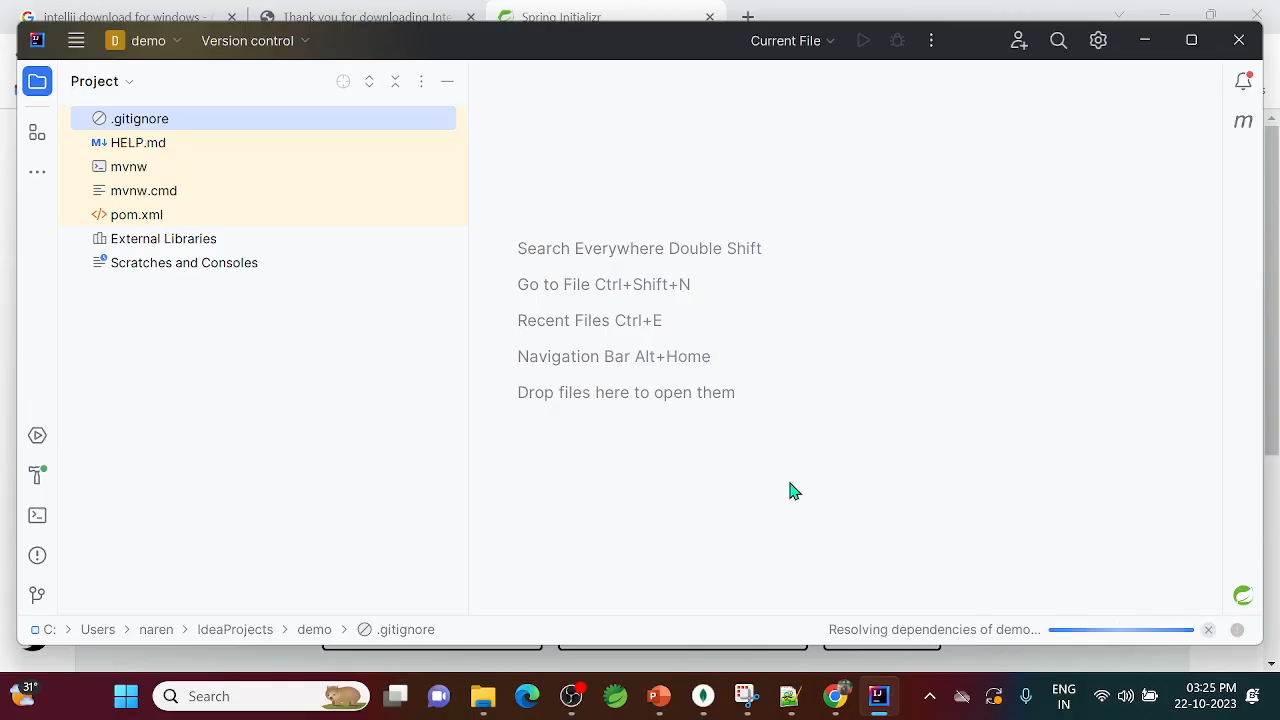 intellij download for windows
Thank you for downloading Inte
Spring Initializr
D demo Version control Current File
Project
.gitignore
M↓ HELP.md
mvnw
mvnw.cmd
pom.xml
External Libraries
Scratches and Consoles
Search Everywhere Double Shift
Go to File Ctrl+Shift+N
Recent Files Ctrl+E
Navigation Bar Alt+Home
Drop files here to open them
m
C: > Users > naren > IdeaProjects > demo > .gitignore
Resolving dependencies of demo...
31°
Search
ENG
IN
03:25 PM
22-10-2023